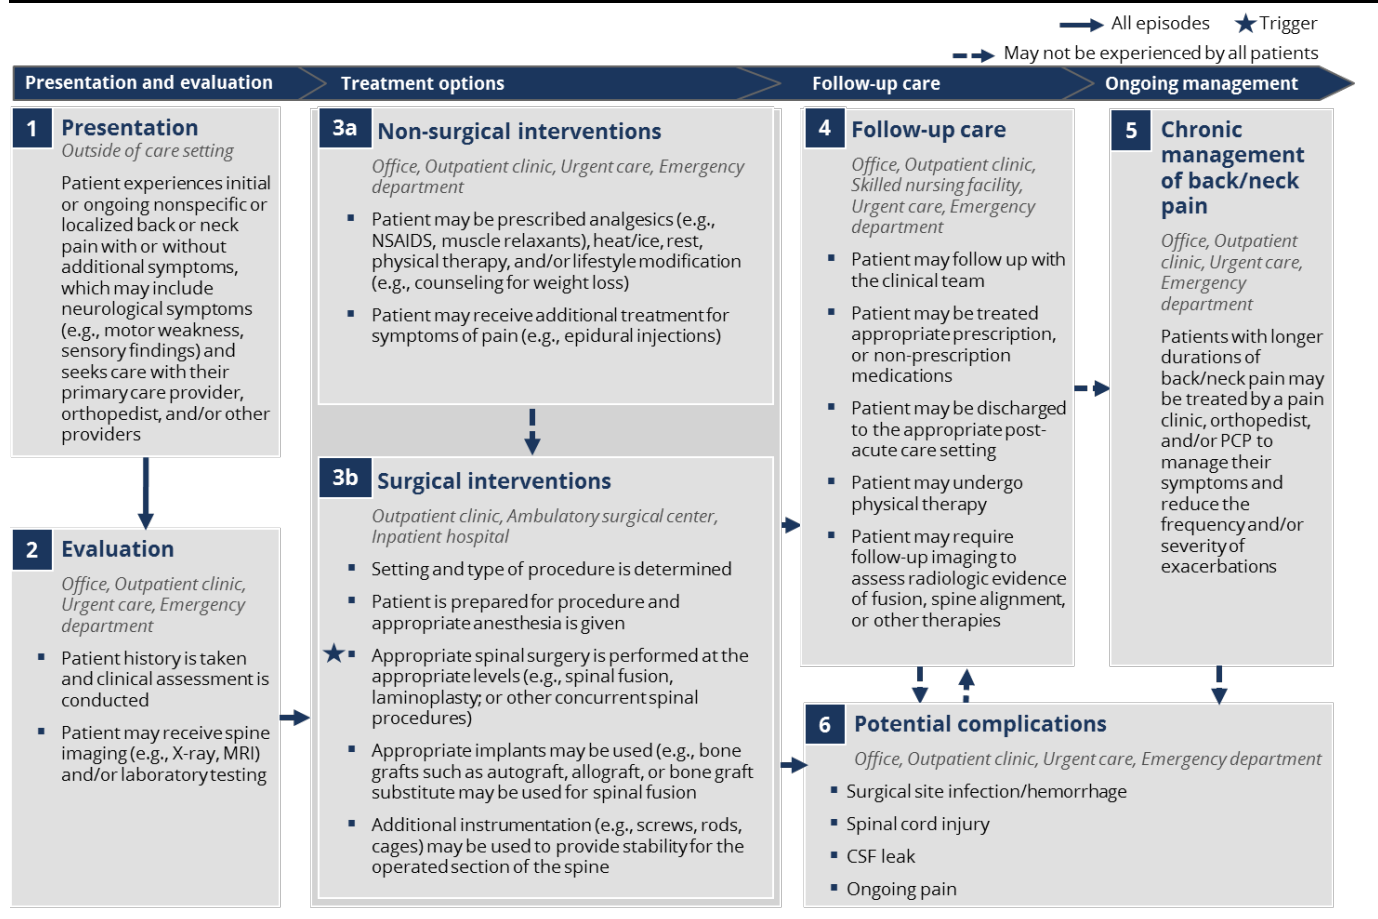 All episodes
Trigger
May not be experienced by all patients
Presentation and evaluation
Treatment options
Follow-up care
Ongoing management
1
Presentation
Outside of care setting
Patient experiences initial
or ongoing nonspecific or
localized back or neck
pain with or without
additional symptoms,
which may include
neurological symptoms
(e.g., motor weakness,
sensory findings) and
seeks care with their
primary care provider,
orthopedist, and/or other
providers
2
Evaluation
Office, Outpatient clinic,
Urgent care, Emergency
department
▪ Patient history is taken
and clinical assessment is
conducted
▪ Patient may receive spine
imaging (e.g., X-ray, MRI)
and/or laboratory testing
3a
Non-surgical interventions
Office, Outpatient clinic, Urgent care, Emergency
department
▪ Patient may be prescribed analgesics (e.g.,
NSAIDS, muscle relaxants), heat/ice, rest,
physical therapy, and/or lifestyle modification
(e.g., counseling for weight loss)
▪ Patient may receive additional treatment for
symptoms of pain (e.g., epidural injections)
3b
Surgical interventions
Outpatient clinic, Ambulatory surgical center,
Inpatient hospital
▪ Setting and type of procedure is determined
▪ Patient is prepared for procedure and
appropriate anesthesia is given
▪ Appropriate spinal surgery is performed at the
appropriate levels (e.g., spinal fusion,
laminoplasty; or other concurrent spinal
procedures)
▪ Appropriate implants may be used (e.g., bone
grafts such as autograft, allograft, or bone graft
substitute may be used for spinal fusion
▪ Additional instrumentation (e.g., screws, rods,
cages) may be used to provide stability for the
operated section of the spine
4
Follow-up care
Office, Outpatient clinic,
Skilled nursing facility,
Urgent care, Emergency
department
▪ Patient may follow up with
the clinical team
▪ Patient may be treated
appropriate prescription,
or non-prescription
medications
▪ Patient may be discharged
to the appropriate post-
acute care setting
▪ Patient may undergo
physical therapy
▪ Patient may require
follow-up imaging to
assess radiologic evidence
of fusion, spine alignment,
or other therapies
5
Chronic
management
of back/neck
pain
Office, Outpatient
clinic, Urgent care,
Emergency
department
Patients with longer
durations of
back/neck pain may
be treated by a pain
clinic, orthopedist,
and/or PCP to
manage their
symptoms and
reduce the
frequency and/or
severity of
exacerbations
6
Potential complications
Office, Outpatient clinic, Urgent care, Emergency department
▪ Surgical site infection/hemorrhage
▪ Spinal cord injury
▪ CSF leak
▪ Ongoing pain